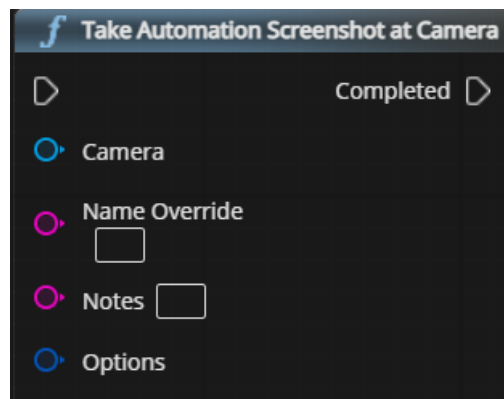 f Take Automation Screenshot at Camera
Completed
Camera
Name Override
Notes
Options